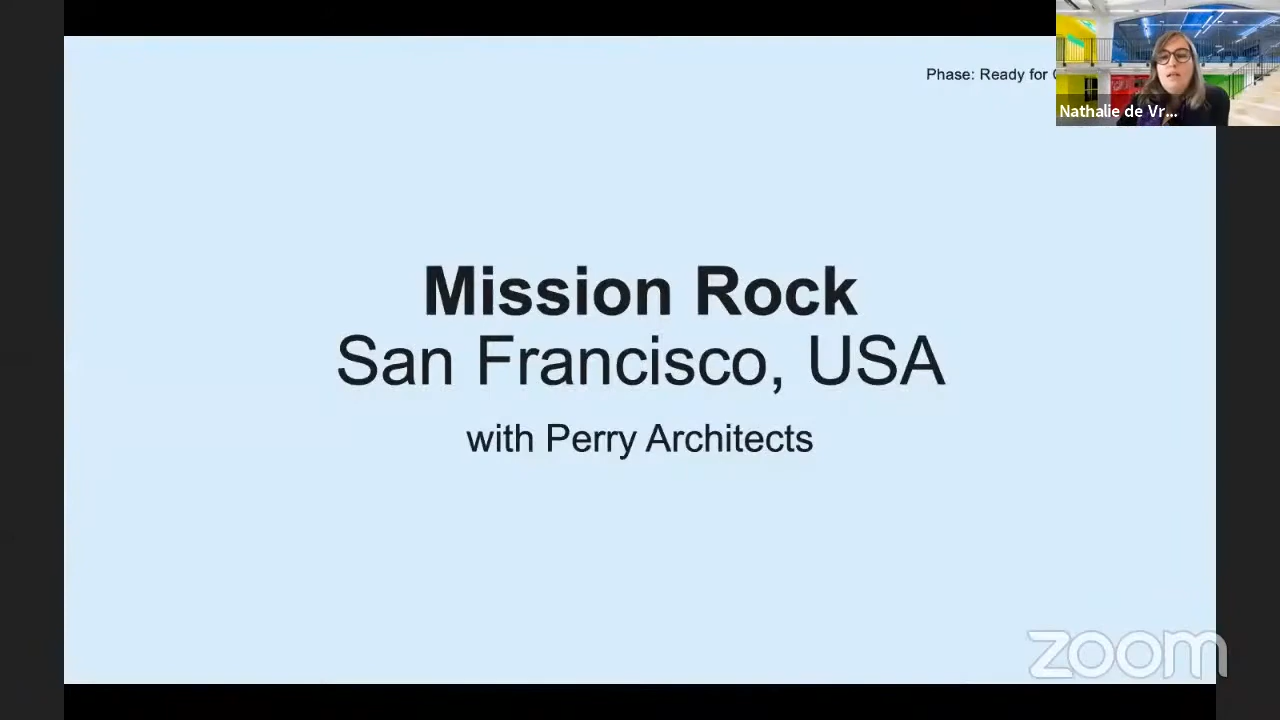 Phase: Ready for
Nathalie de Vr...
Mission Rock
San Francisco, USA
with Perry Architects
zoom